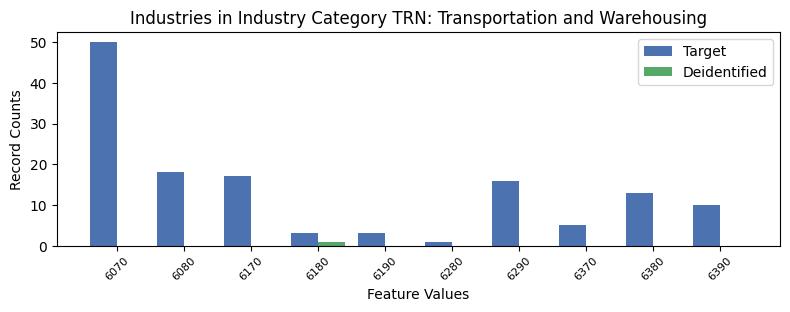 Industries in Industry Category TRN: Transportation and Warehousing
Target
Deidentified
Record Counts
50
40
30
20
10
0
6070 6080 6170 6180 6190 6280 6290 6370 6380 6390
Feature Values